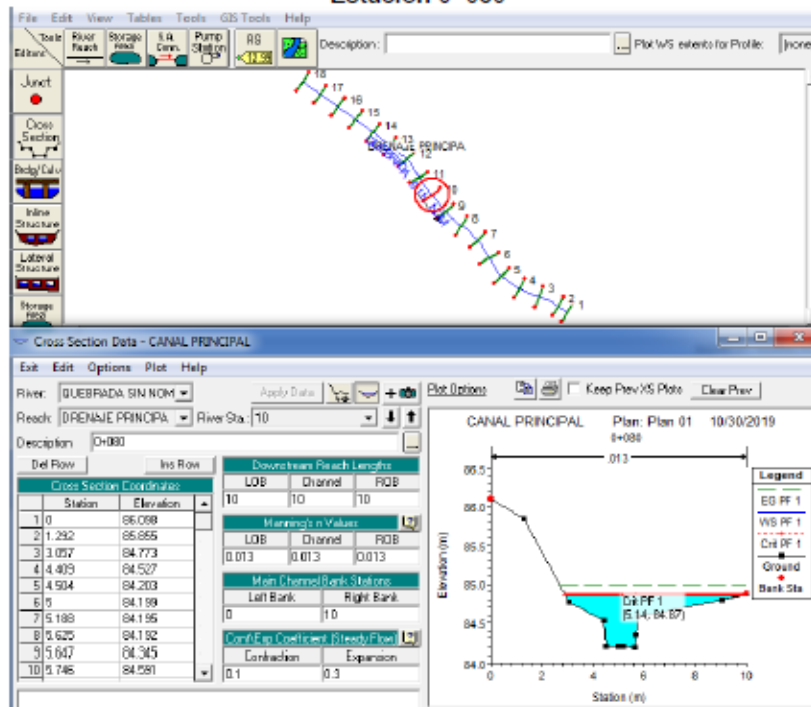 File Edit View Tables Tools GIS Tools Help
Tools River Reach Storage Area S.A. Conn. Pump Station RS Description: ... Plot WS extents for Profile: (none
Editors
Junct
Cross Section
Brdg/Culv
Inline Structure
Lateral Structure
Storage Area
18
17
16
15
14
13
DRENAJE PRINCIPA
12
11
10
9
8
7
6
5
4
3
2
1
Cross Section Data - CANAL PRINCIPAL
Exit Edit Options Plot Help
River: QUEBRADA SIN NOM Apply Data Plot Options Keep Prev XS Plots Clear Prev
Reach: DRENAJE PRINCIPA River Sta.: 10
Description 0+080 ...
Del Row Ins Row
Cross Section Coordinates
Station Elevation
1 0 86.098
2 1.292 85.855
3 3.057 84.773
4 4.409 84.527
5 4.504 84.203
6 5 84.199
7 5.188 84.195
8 5.625 84.192
9 5.647 84.345
10 5.746 84.591
Downstream Reach Lengths
LOB Channel ROB
10 10 10
Manning's n Values
LOB Channel ROB
0.013 0.013 0.013
Main Channel Bank Stations
Left Bank Right Bank
0 10
Cont\Exp Coefficient (Steady Flow)
Contraction Expansion
0.1 0.3
CANAL PRINCIPAL Plan: Plan 01 10/30/2019
0+080
.013
Legend
EG PF 1
WS PF 1
Crit PF 1
Ground
Bank Sta
86.5
86.0
85.5
85.0
84.5
84.0
Elevation (m)
Crit PF 1
(5.14, 84.87)
0 2 4 6 8 10
Station (m)